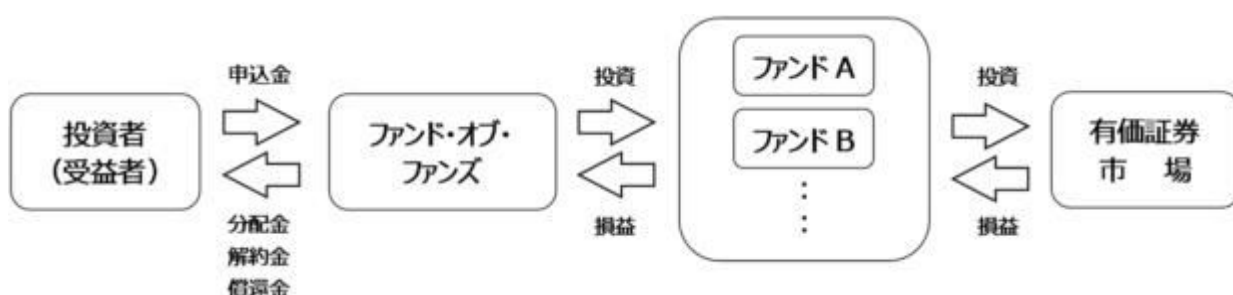 申込金
投資者
(受益者)
分配金
解約金
償還金
ファンド・オブ・
ファンズ
投資
損益
ファンド A
ファンド B
投資
損益
有価証券
市 場